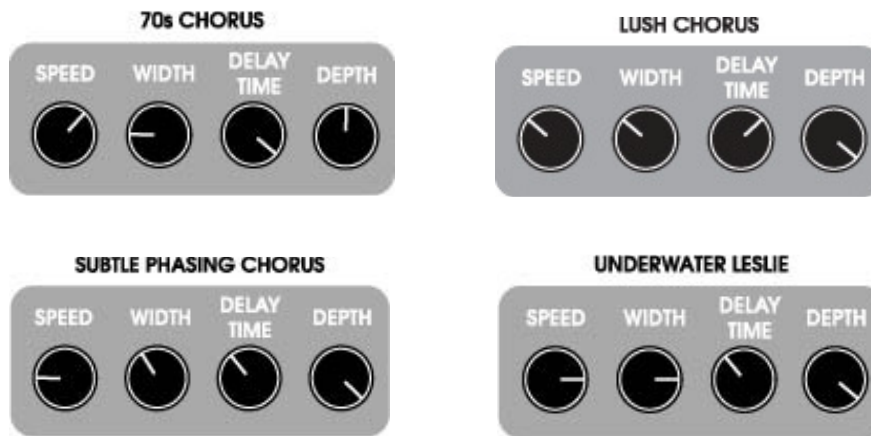 70s CHORUS
SPEED WIDTH DELAY TIME DEPTH
LUSH CHORUS
SPEED WIDTH DELAY TIME DEPTH
SUBTLE PHASING CHORUS
SPEED WIDTH DELAY TIME DEPTH
UNDERWATER LESLIE
SPEED WIDTH DELAY TIME DEPTH